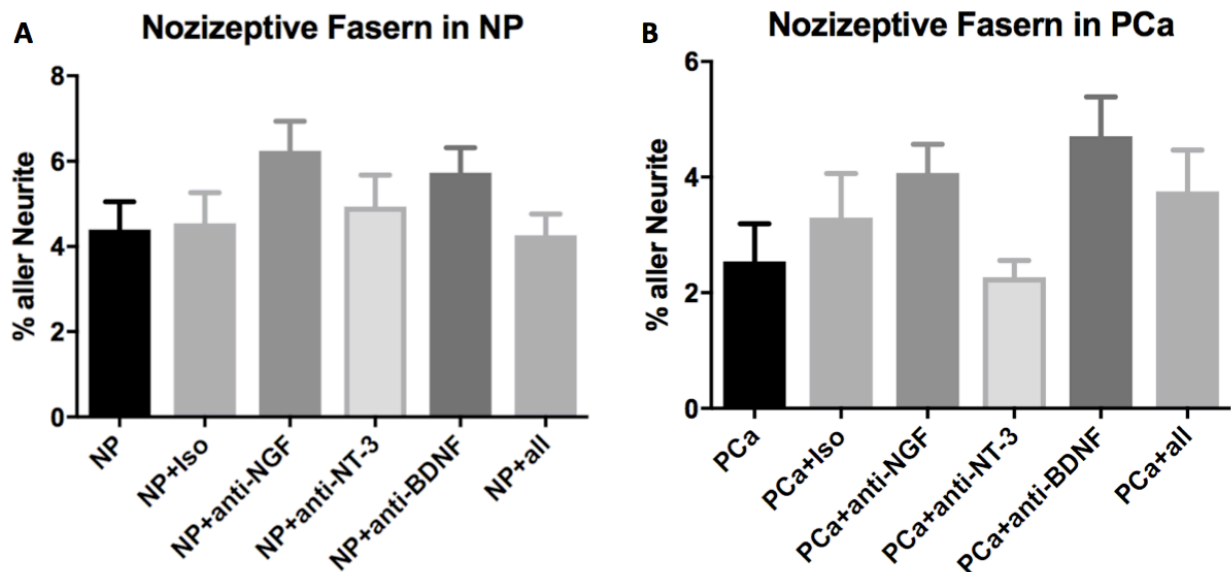 A
Nozizeptive Fasern in NP
% aller Neurite
8
6
4
2
0
NP
NP+Iso
NP+anti-NGF
NP+anti-NT-3
NP+anti-BDNF
NP+all
B
Nozizeptive Fasern in PCa
% aller Neurite
6
4
2
0
PCa
PCa+Iso
PCa+anti-NGF
PCa+anti-NT-3
PCa+anti-BDNF
PCa+all